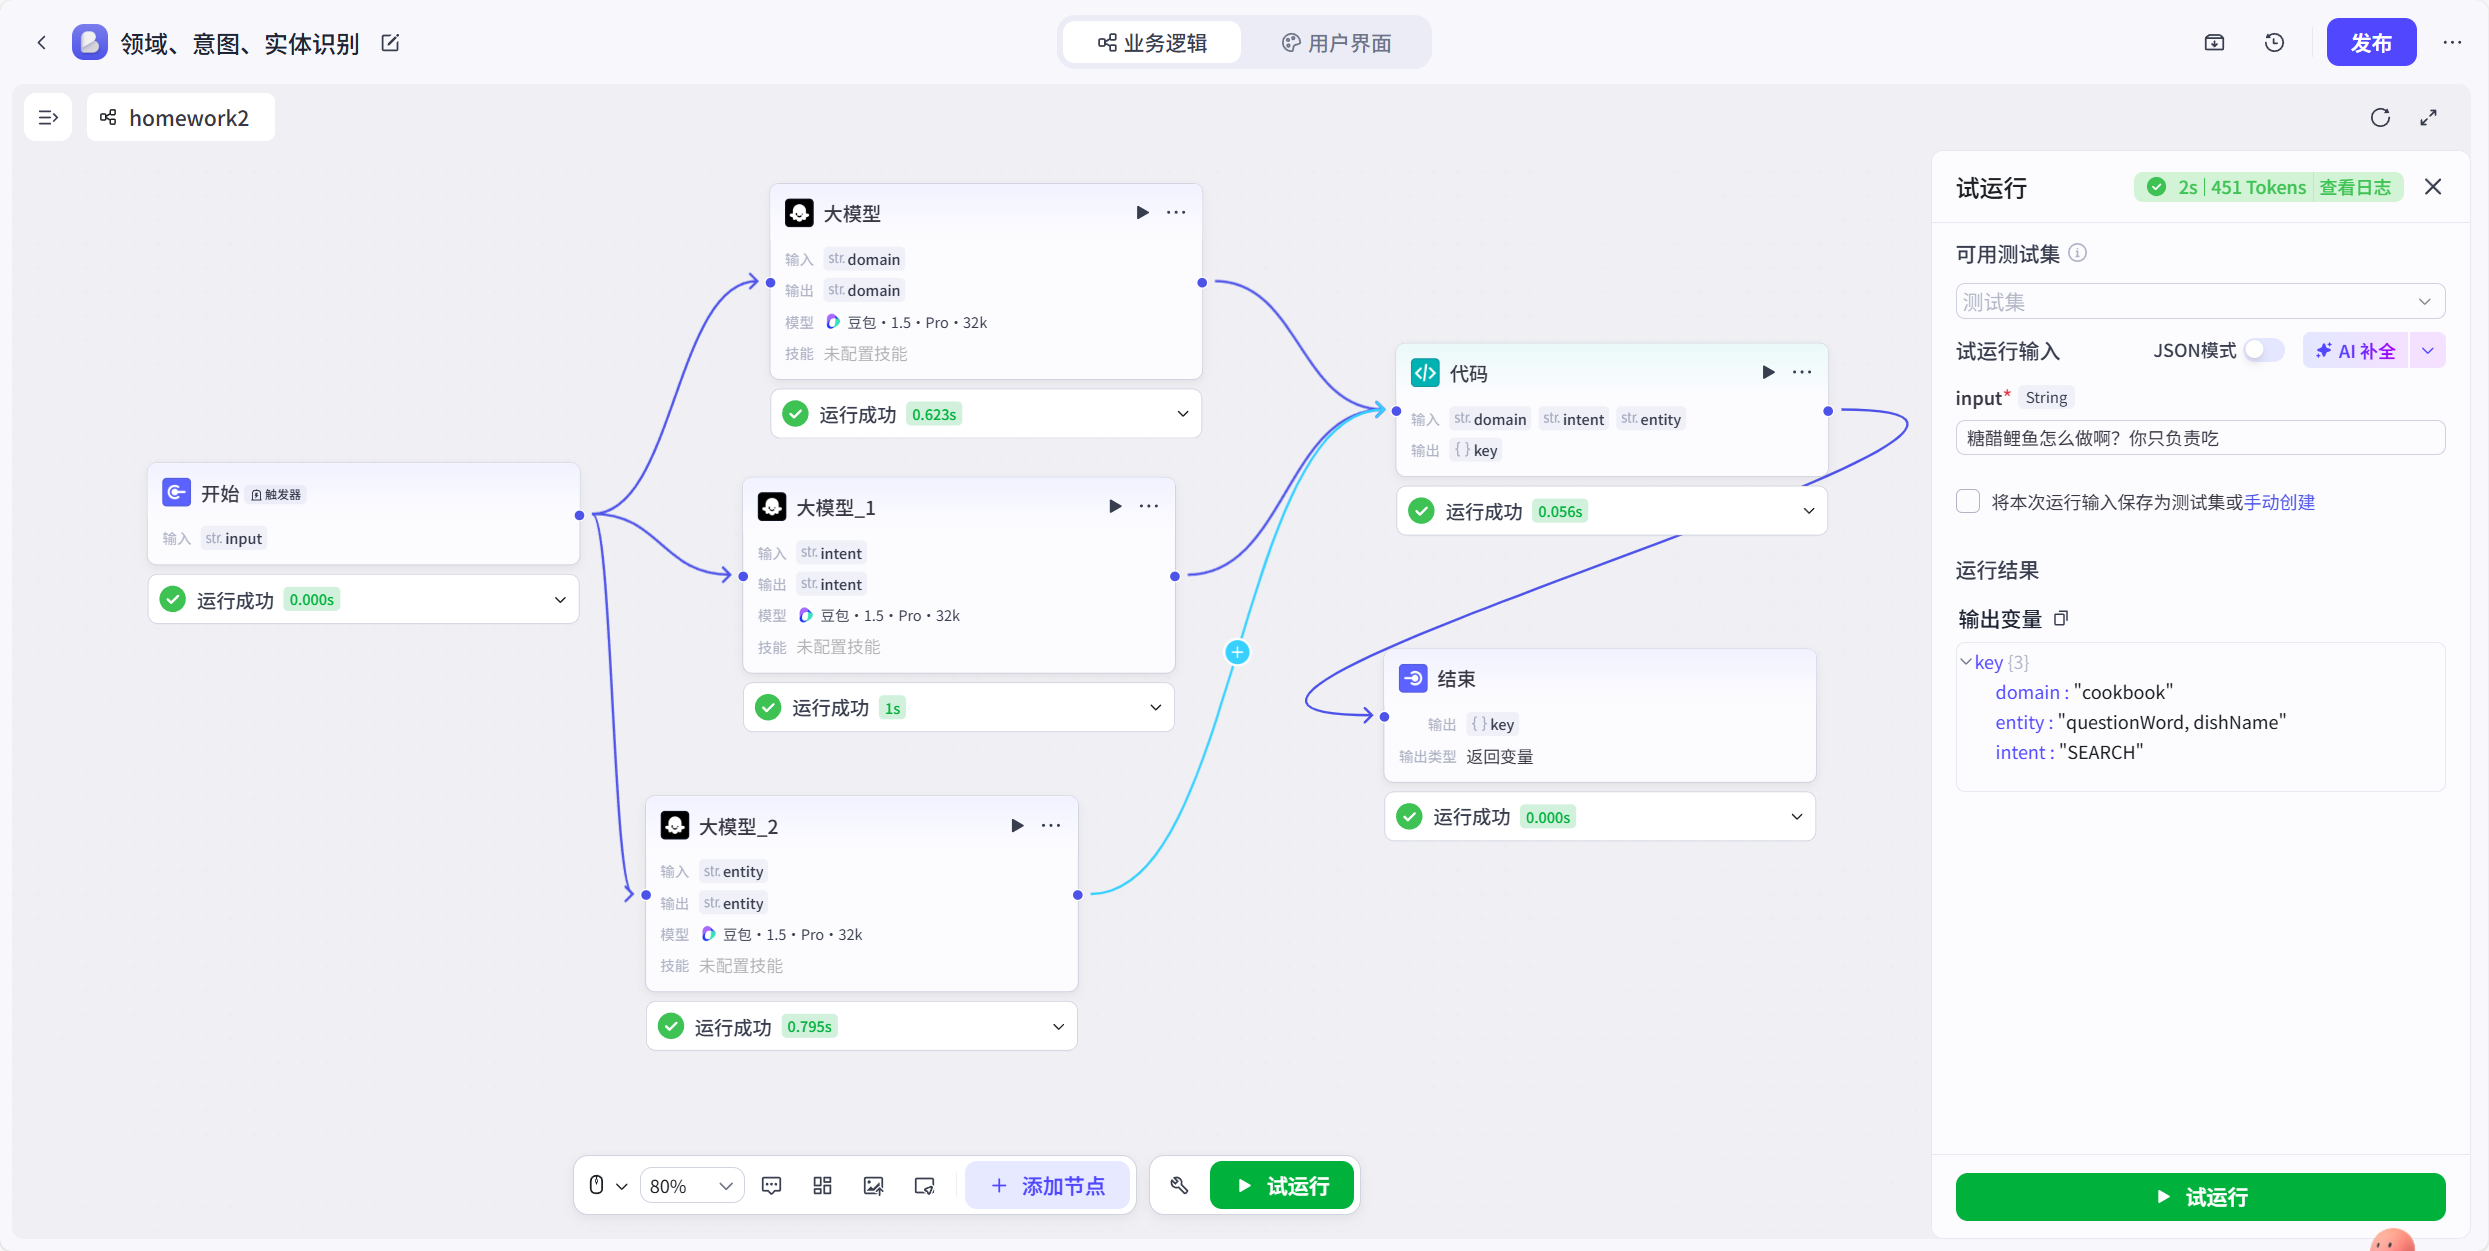 领域、意图、实体识别
业务逻辑
用户界面
发布
homework2
大模型
输入 str. domain
输出 str. domain
模型 豆包·1.5·Pro·32k
技能 未配置技能
运行成功 0.623s
开始 触发器
输入 str. input
运行成功 0.000s
大模型_1
输入 str. intent
输出 str. intent
模型 豆包·1.5·Pro·32k
技能 未配置技能
运行成功 1s
大模型_2
输入 str. entity
输出 str. entity
模型 豆包·1.5·Pro·32k
技能 未配置技能
运行成功 0.795s
代码
输入 str. domain str. intent str. entity
输出 { } key
运行成功 0.056s
结束
输出 { } key
输出类型 返回变量
运行成功 0.000s
80%
添加节点
试运行
试运行
2s | 451 Tokens 查看日志
可用测试集
测试集
试运行输入
JSON模式
AI 补全
input* String
糖醋鲤鱼怎么做啊？你只负责吃
将本次运行输入保存为测试集或手动创建
运行结果
输出变量
key {3}
domain : "cookbook"
entity : "questionWord, dishName"
intent : "SEARCH"
试运行